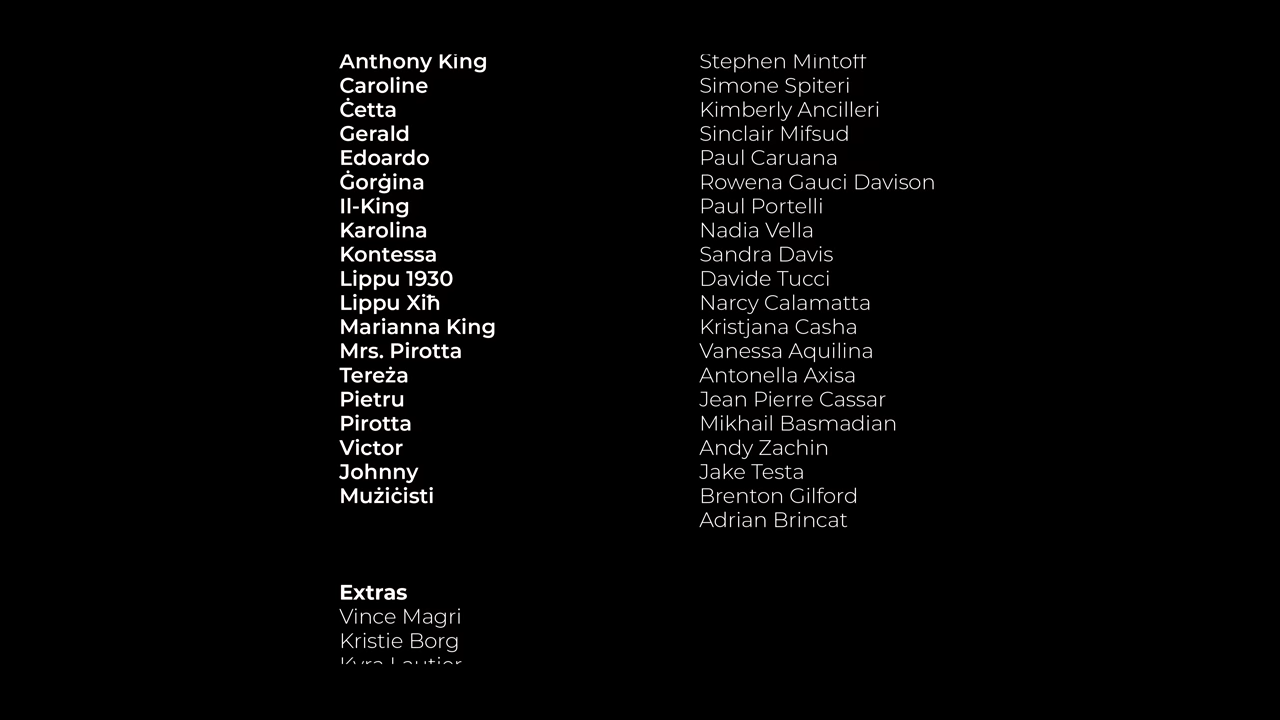 Anthony King Stephen Mintoff
Caroline Simone Spiteri
Ċetta Kimberly Ancilleri
Gerald Sinclair Mifsud
Edoardo Paul Caruana
Ġorġina Rowena Gauci Davison
Il-King Paul Portelli
Karolina Nadia Vella
Kontessa Sandra Davis
Lippu 1930 Davide Tucci
Lippu Xiħ Narcy Calamatta
Marianna King Kristjana Casha
Mrs. Pirotta Vanessa Aquilina
Tereża Antonella Axisa
Pietru Jean Pierre Cassar
Pirotta Mikhail Basmadian
Victor Andy Zachin
Johnny Jake Testa
Mużiċisti Brenton Gilford
Adrian Brincat
Extras
Vince Magri
Kristie Borg
Kyra Lautier